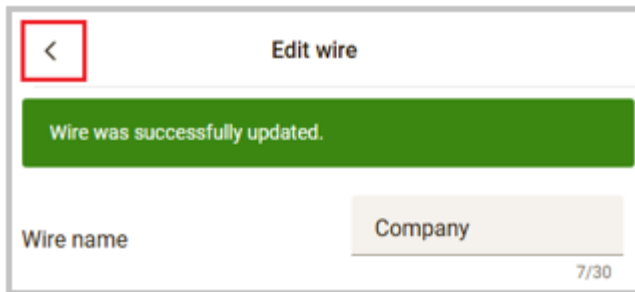 Edit wire
Wire was successfully updated.
Wire name
Company
7/30